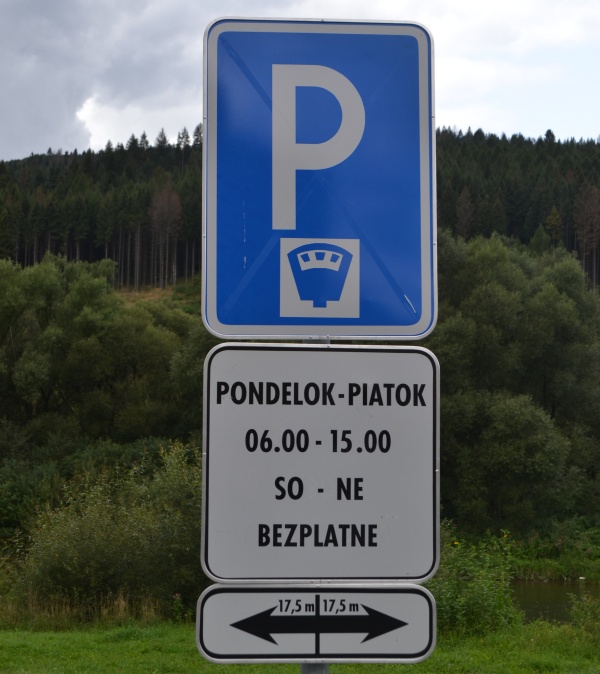 P
PONDELOK-PIATOK
06.00 - 15.00
SO - NE
BEZPLATNE
17,5 m 17,5 m